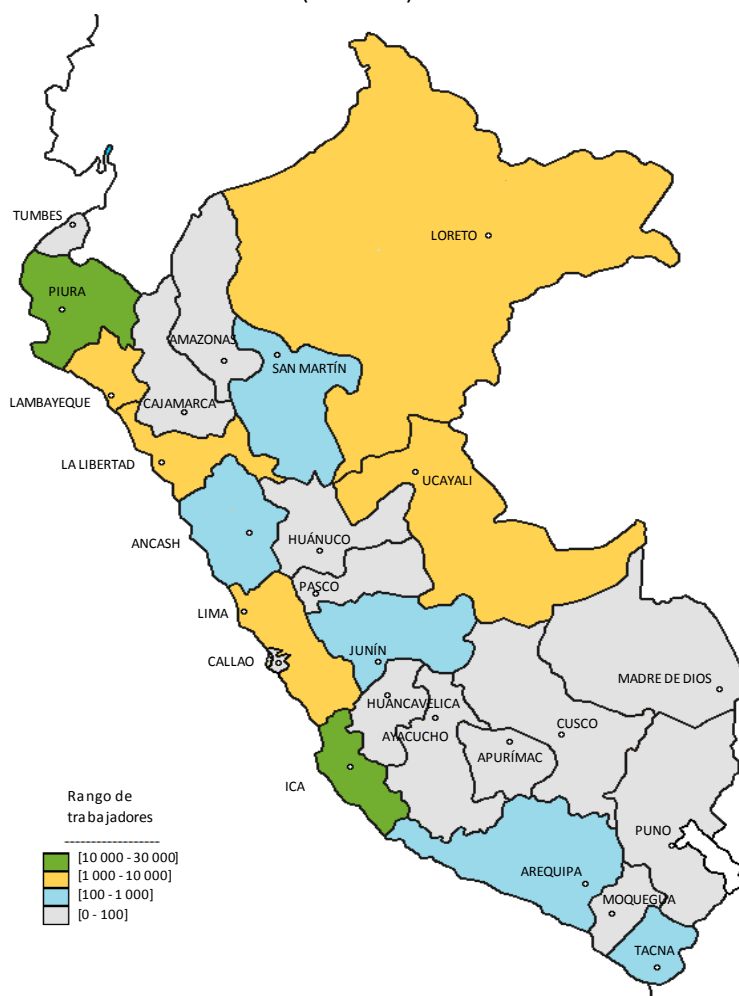 TUMBES
LORETO
PIURA
AMAZONAS
SAN MARTÍN
LAMBAYEQUE
CAJAMARCA
LA LIBERTAD
UCAYALI
ANCASH
HUÁNUCO
PASCO
LIMA
JUNÍN
CALLAO
MADRE DE DIOS
HUANCAVELICA
CUSCO
AYACUCHO
APURÍMAC
ICA
Rango de
trabajadores
-------------------
[10 000 - 30 000]
[1 000 - 10 000]
[100 - 1 000]
[0 - 100]
PUNO
AREQUIPA
MOQUEGUA
TACNA